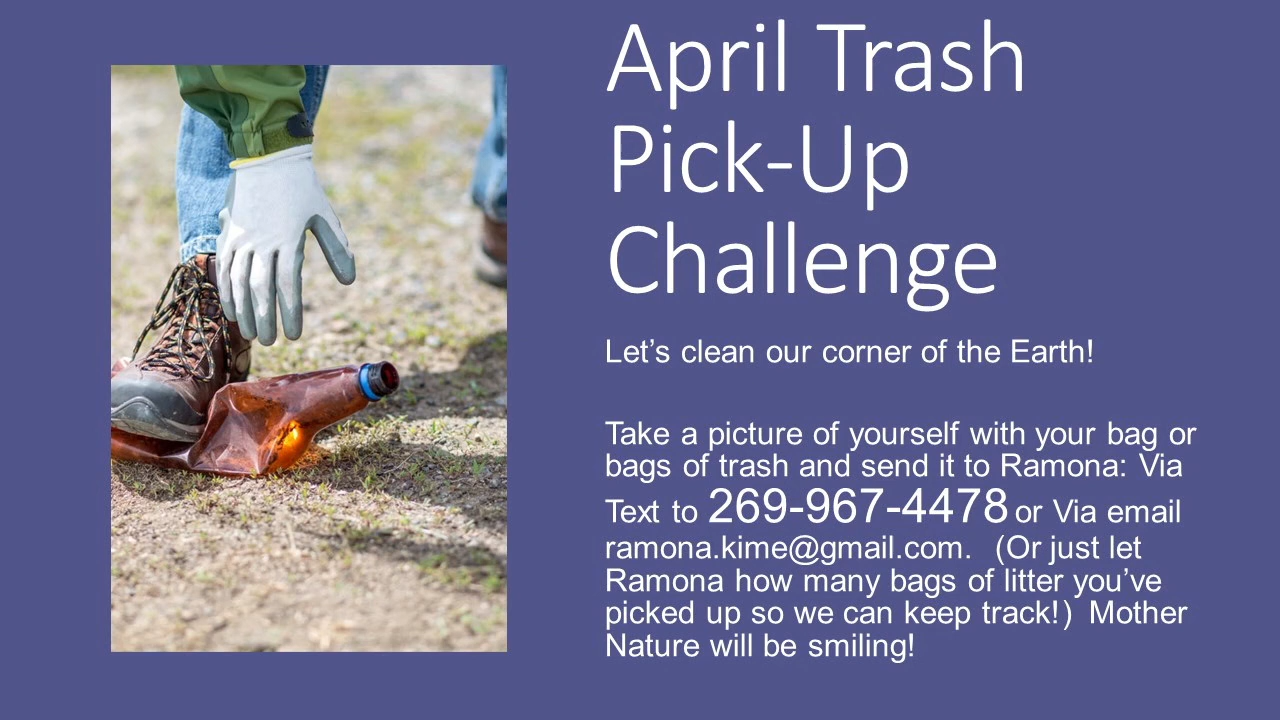 April Trash
Pick-Up
Challenge
Let’s clean our corner of the Earth!
Take a picture of yourself with your bag or
bags of trash and send it to Ramona: Via
Text to 269-967-4478 or Via email
ramona.kime@gmail.com. (Or just let
Ramona how many bags of litter you’ve
picked up so we can keep track!) Mother
Nature will be smiling!